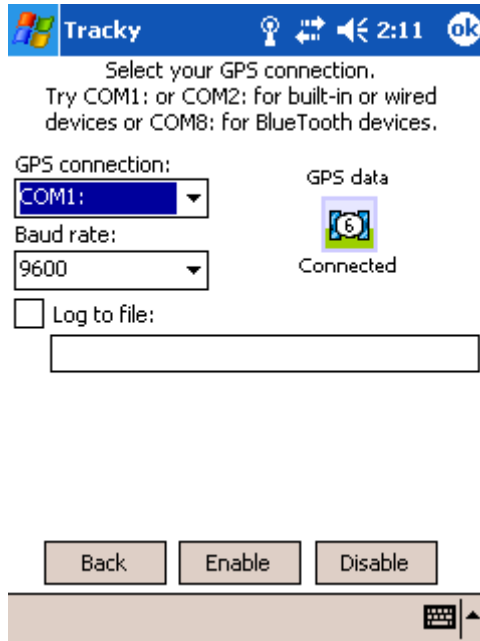 Tracky 2:11 ok
Select your GPS connection.
Try COM1: or COM2: for built-in or wired
devices or COM8: for BlueTooth devices.
GPS connection:
GPS data
COM1:
6
Baud rate:
9600
Connected
Log to file:
Back Enable Disable